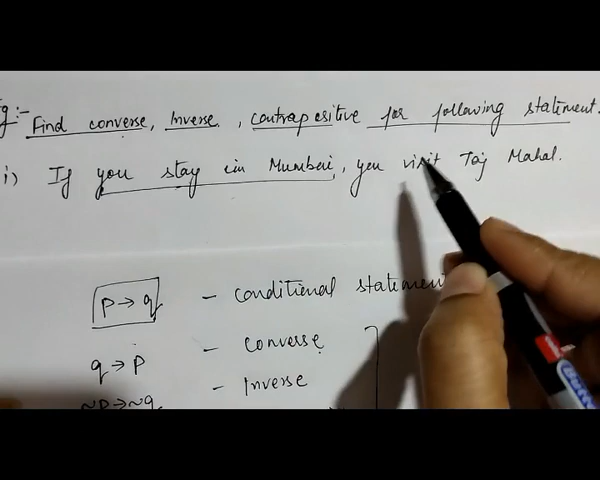 Eg:- Find converse, Inverse, contrapositive for following statement.
i) If you stay in Mumbai, you visit Taj Mahal.
p → q - Conditional statement
q → p - Converse
~p → ~q - Inverse